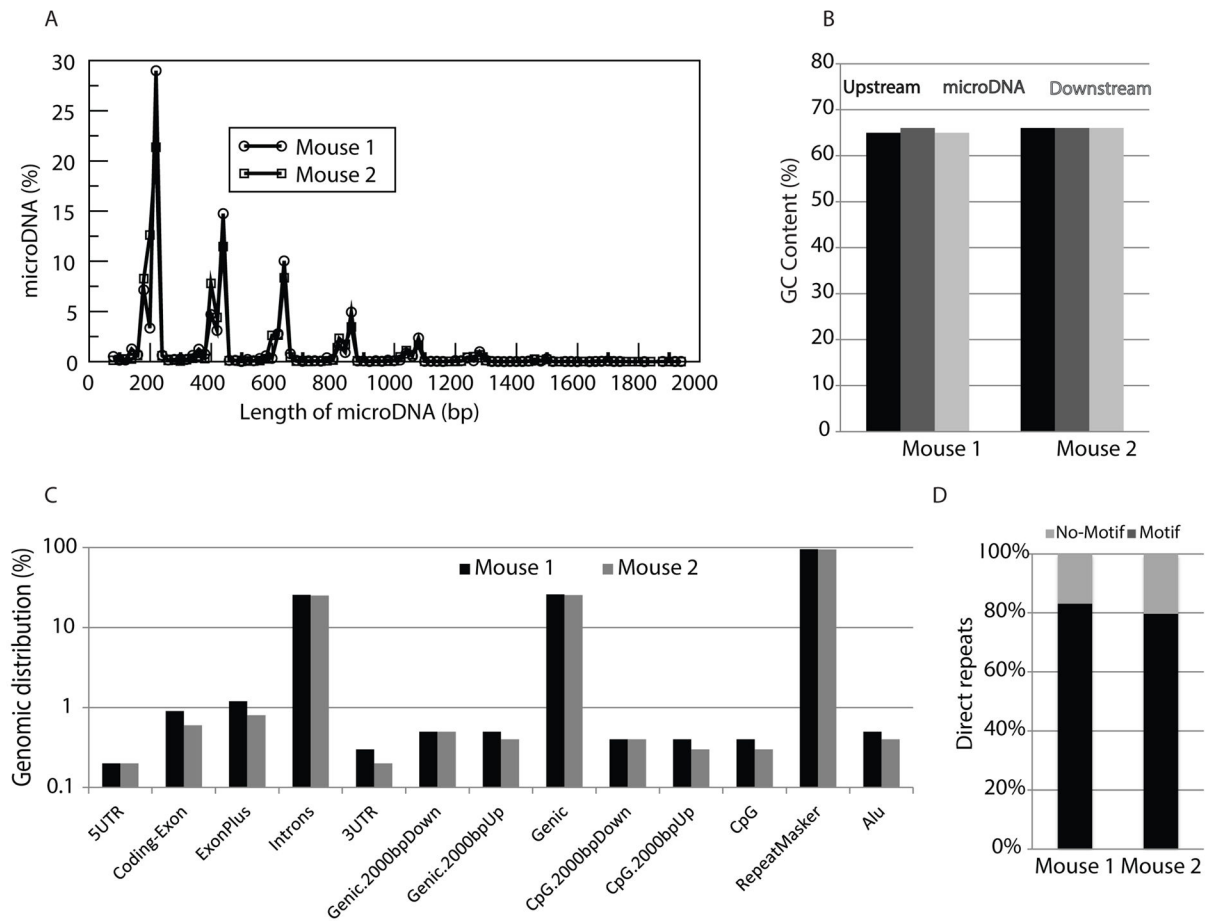 A
30
25
20
15
10
5
0
microDNA (%)
Mouse 1
Mouse 2
0 200 400 600 800 1000 1200 1400 1600 1800 2000
Length of microDNA (bp)
B
80
70
60
50
40
30
20
10
0
GC Content (%)
Upstream microDNA Downstream
Mouse 1 Mouse 2
C
100
10
1
0.1
Genomic distribution (%)
Mouse 1 Mouse 2
5UTR
Coding-Exon
ExonPlus
Introns
3UTR
Genic.2000bpDown
Genic.2000bpUp
Genic
CpG.2000bpDown
CpG.2000bpUp
CpG
RepeatMasker
Alu
D
No-Motif Motif
100%
80%
60%
40%
20%
0%
Direct repeats
Mouse 1 Mouse 2